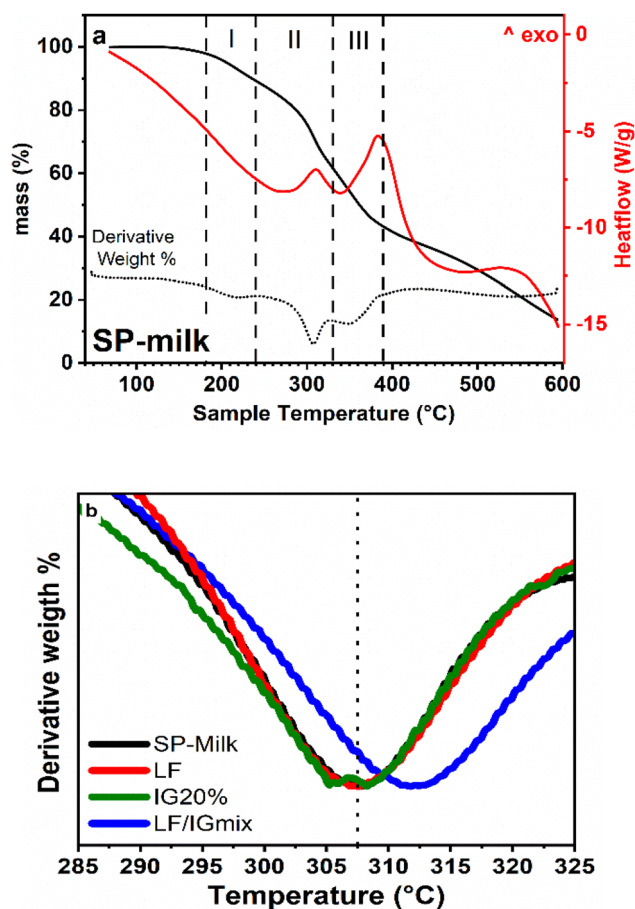 a
I
II
III
^ exo
100
80
60
40
20
0
mass (%)
Derivative
Weight %
SP-milk
0
-5
-10
-15
Heatflow (W/g)
100
200
300
400
500
600
Sample Temperature (°C)
b
Derivative weigth %
SP-Milk
LF
IG20%
LF/IGmix
285
290
295
300
305
310
315
320
325
Temperature (°C)